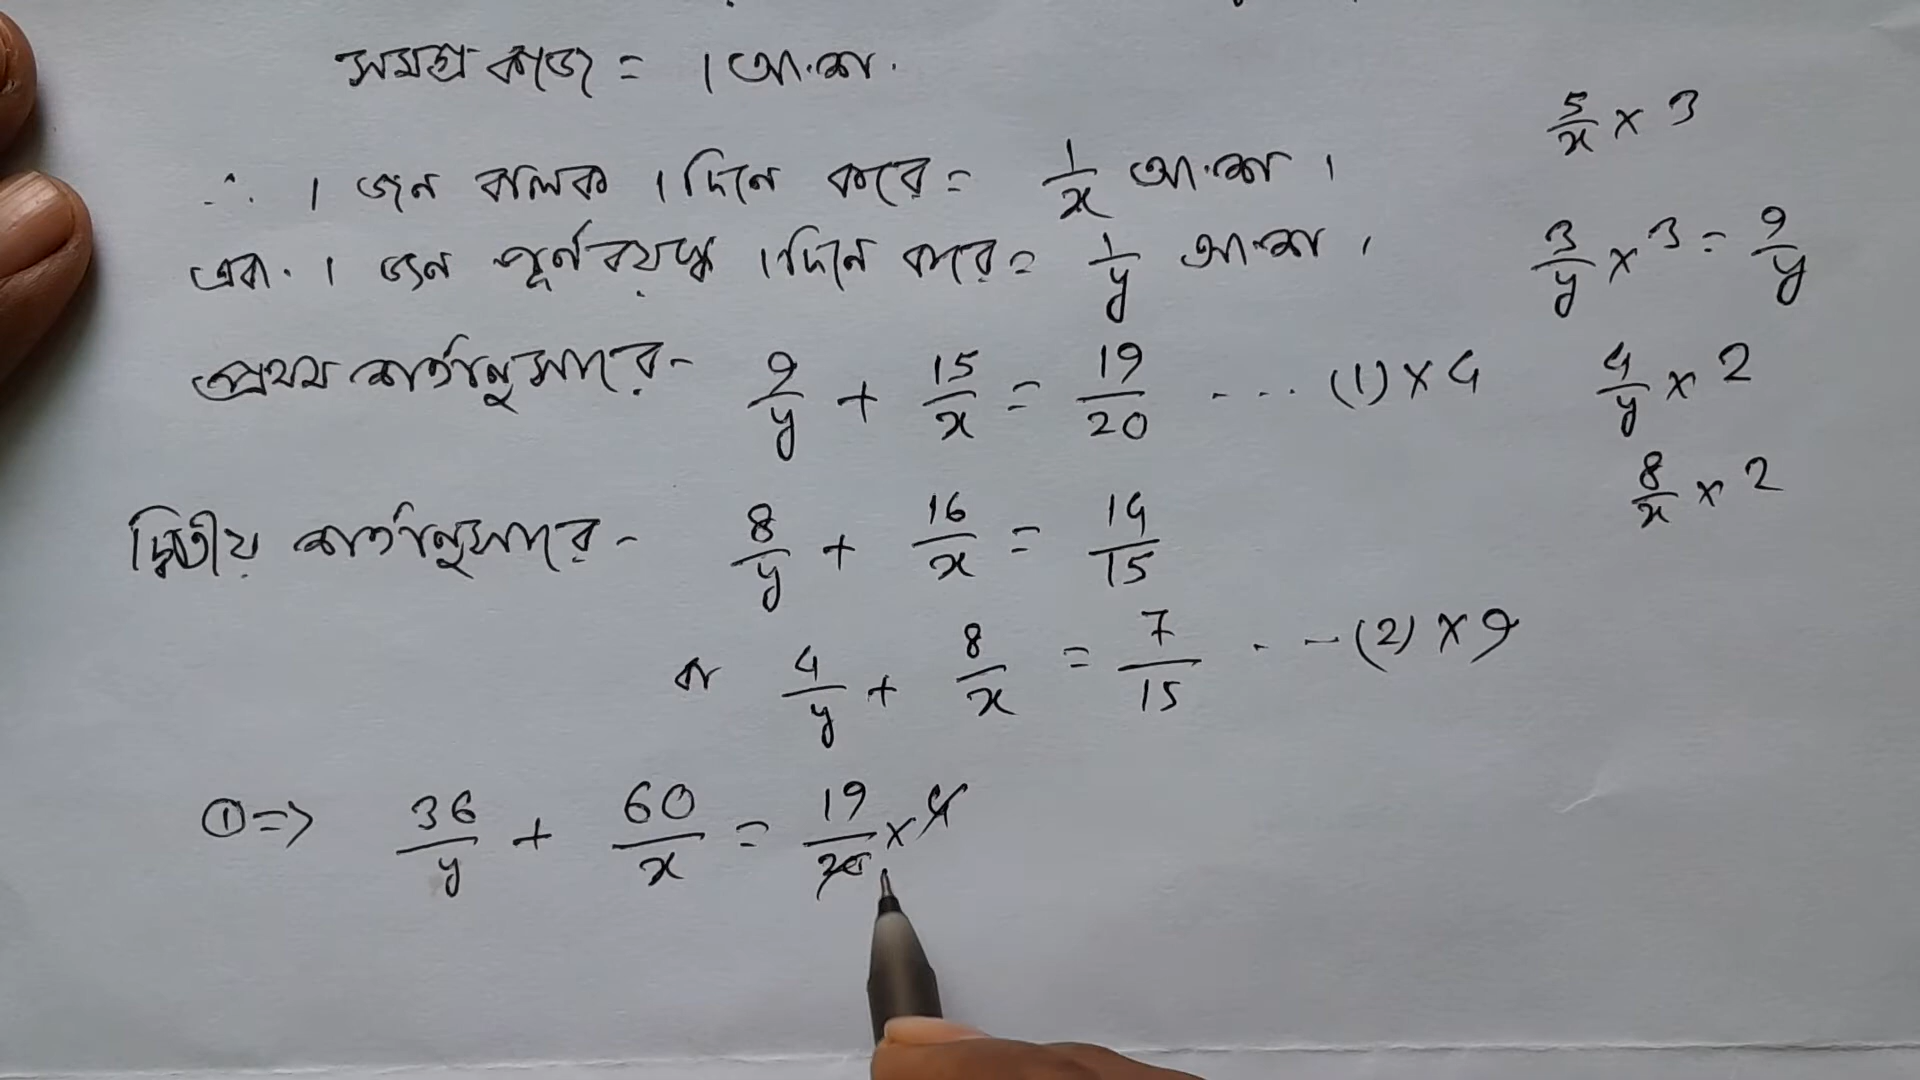 সমগ্র কাজ = 1 অংশ.
∴ 1 জন বালক 1 দিনে করে = 1/x অংশ ।
এবং 1 জন পূর্ণবয়স্ক 1 দিনে করে = 1/y অংশ ।
প্রথম শর্তানুসারে- 9/y + 15/x = 19/20 ... (1) × 4
দ্বিতীয় শর্তানুসারে- 8/y + 16/x = 14/15
বা 4/y + 8/x = 7/15 ... (2) × 9
① => 36/y + 60/x = 19/20 × 4
5/x × 3
3/y × 3 = 9/y
4/y × 2
8/x × 2